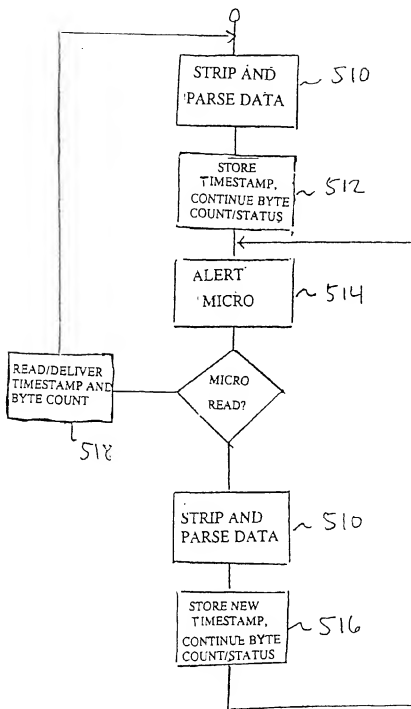 STRIP AND
PARSE DATA
~ 510
STORE
TIMESTAMP,
CONTINUE BYTE
COUNT/STATUS
~ 512
ALERT
MICRO
~ 514
READ/DELIVER
TIMESTAMP AND
BYTE COUNT
518
MICRO
READ?
STRIP AND
PARSE DATA
~ 510
STORE NEW
TIMESTAMP,
CONTINUE BYTE
COUNT/STATUS
~ 516